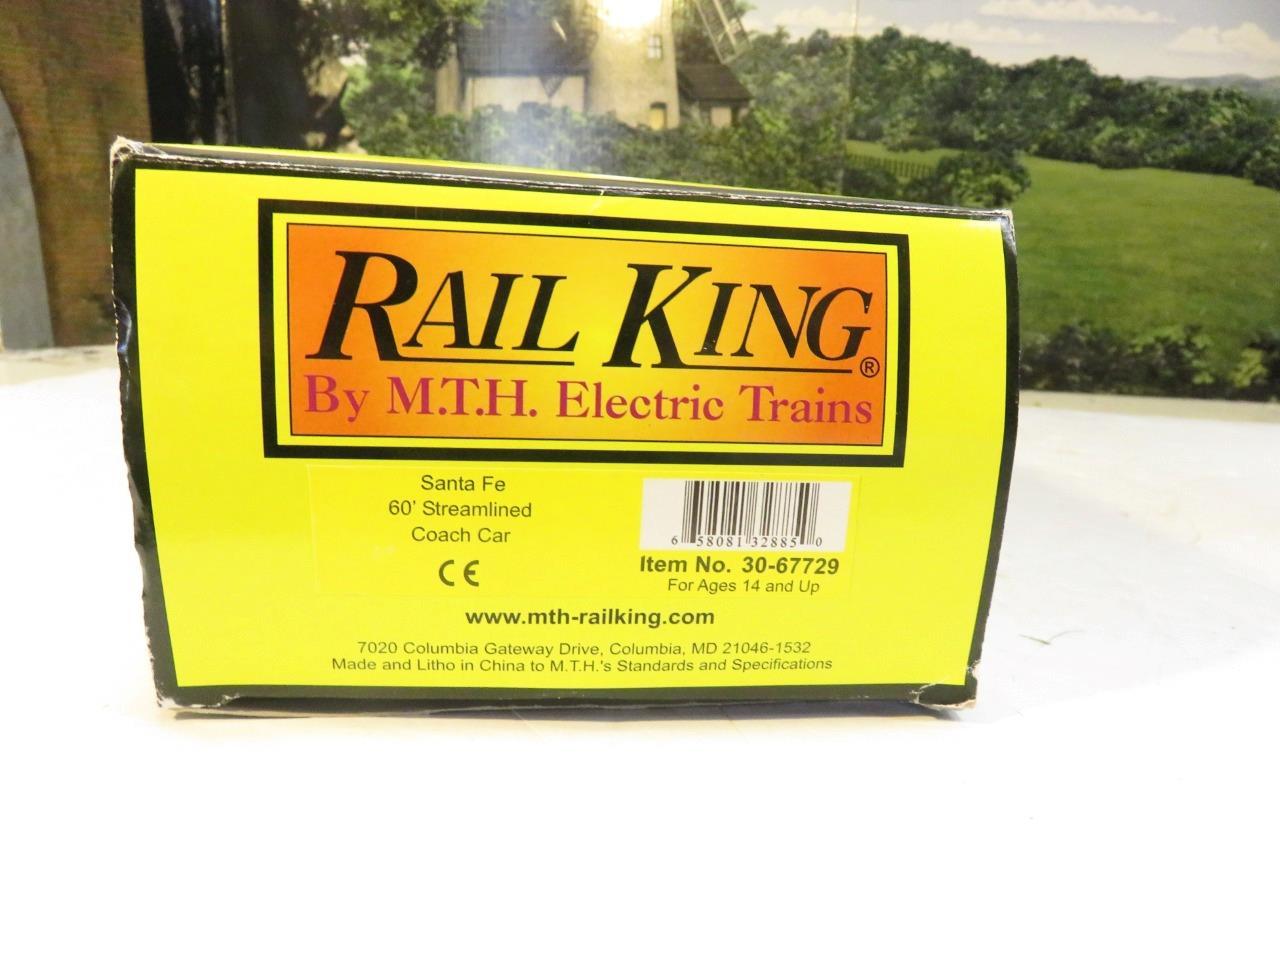 RAIL KING®
By M.T.H. Electric Trains
Santa Fe
60' Streamlined
Coach Car
CE
6 58081 32885 0
Item No. 30-67729
For Ages 14 and Up
www.mth-railking.com
7020 Columbia Gateway Drive, Columbia, MD 21046-1532
Made and Litho in China to M.T.H.'s Standards and Specifications